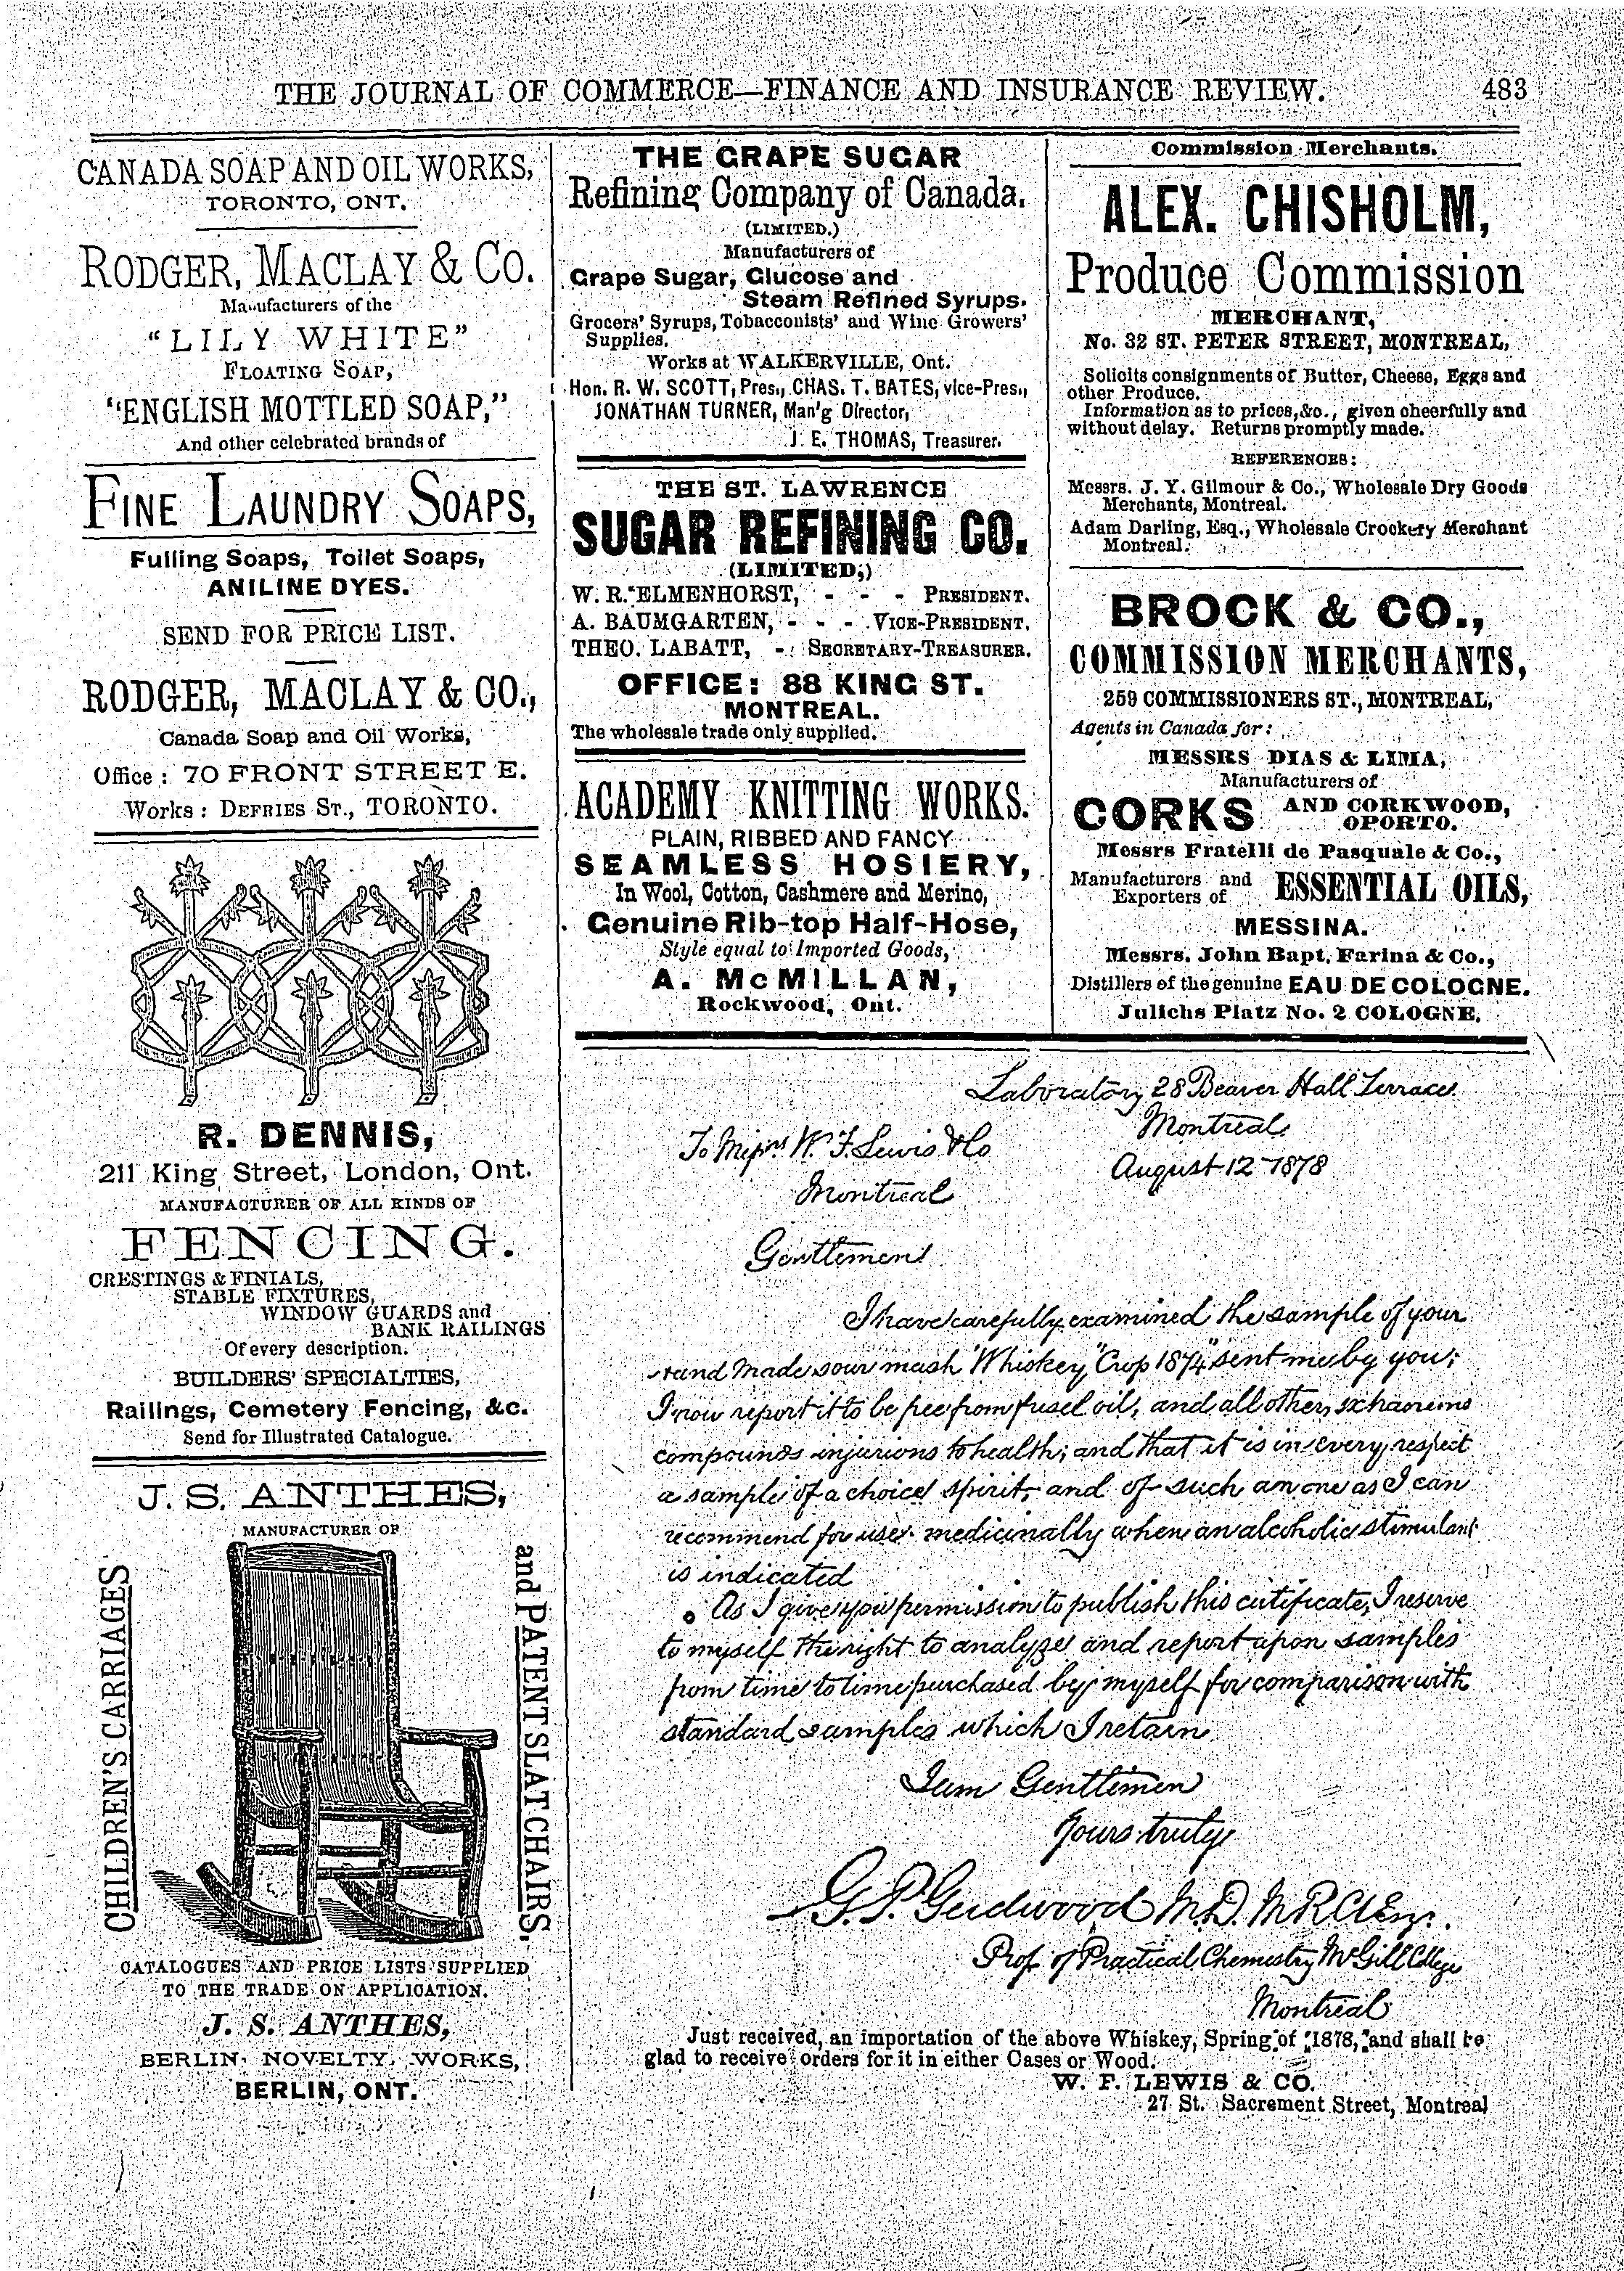 THE JOURNAL OF COMMERCE—FINANCE AND INSURANCE REVIEW. 483
CANADA SOAP AND OIL WORKS,
TORONTO, ONT.
RODGER, MACLAY & CO.
Manufacturers of the
"LILY WHITE"
FLOATING SOAP,
"ENGLISH MOTTLED SOAP,"
And other celebrated brands of
FINE LAUNDRY SOAPS,
Fulling Soaps, Toilet Soaps,
ANILINE DYES.
SEND FOR PRICE LIST.
RODGER, MACLAY & CO.,
Canada Soap and Oil Works,
Office: 70 FRONT STREET E.
Works: DEFRIES ST., TORONTO.
R. DENNIS,
211 King Street, London, Ont.
MANUFACTURER OF ALL KINDS OF
FENCING.
CRESTINGS & FINIALS,
STABLE FIXTURES,
WINDOW GUARDS and
BANK RAILINGS
Of every description.
BUILDERS' SPECIALTIES,
Railings, Cemetery Fencing, &c.
Send for Illustrated Catalogue.
J. S. ANTHES,
MANUFACTURER OF
CHILDREN'S CARRIAGES
and PATENT SLAT CHAIRS,
CATALOGUES AND PRICE LISTS SUPPLIED
TO THE TRADE ON APPLICATION.
J. S. ANTHES,
BERLIN NOVELTY WORKS,
BERLIN, ONT.
THE GRAPE SUGAR
Refining Company of Canada.
(LIMITED.)
Manufacturers of
Grape Sugar, Glucose and
Steam Refined Syrups.
Grocers' Syrups, Tobacconists' and Wine Growers'
Supplies.
Works at WALKERVILLE, Ont.
Hon. R. W. SCOTT, Pres., CHAS. T. BATES, vice-Pres.,
JONATHAN TURNER, Man'g Director,
J. E. THOMAS, Treasurer.
THE ST. LAWRENCE
SUGAR REFINING CO.
(LIMITED,)
W. R. ELMENHORST, - - - PRESIDENT.
A. BAUMGARTEN, - - - VICE-PRESIDENT.
THEO. LABATT, - SECRETARY-TREASURER.
OFFICE: 88 KING ST.
MONTREAL.
The wholesale trade only supplied.
ACADEMY KNITTING WORKS.
PLAIN, RIBBED AND FANCY
SEAMLESS HOSIERY,
In Wool, Cotton, Cashmere and Merino,
Genuine Rib-top Half-Hose,
Style equal to Imported Goods,
A. McMILLAN,
Rockwood, Ont.
Commission Merchants.
ALEX. CHISHOLM,
Produce Commission
MERCHANT,
No. 32 ST. PETER STREET, MONTREAL,
Solicits consignments of Butter, Cheese, Eggs and
other Produce.
Information as to prices, &c., given cheerfully and
without delay. Returns promptly made.
REFERENCES:
Messrs. J. Y. Gilmour & Co., Wholesale Dry Goods
Merchants, Montreal.
Adam Darling, Esq., Wholesale Crockery Merchant
Montreal.
BROCK & CO.,
COMMISSION MERCHANTS,
259 COMMISSIONERS ST., MONTREAL,
Agents in Canada for:
MESSRS DIAS & LIMA,
Manufacturers of
CORKS AND CORKWOOD,
OPORTO.
Messrs Fratelli de Pasquale & Co.,
Manufacturers and
Exporters of ESSENTIAL OILS,
MESSINA.
Messrs. John Bapt. Farina & Co.,
Distillers of the genuine EAU DE COLOGNE.
Julichs Platz No. 2 COLOGNE.
Laboratory 28 Beaver Hall Terrace
Montreal
August 12 1878
To Messrs W. F. Lewis & Co
Montreal
Gentlemen
I have carefully examined the sample of your
hand made sour mash Whiskey "Crop 1874" sent me by you;
I now report it to be free from fusel oil, and all other
compounds injurious to health; and that it is in every respect
a sample of a choice spirit, and of such an one as I can
recommend for use medicinally when an alcoholic stimulant
is indicated
As I give you permission to publish this certificate, I reserve
to myself the right to analyze and report upon samples
from time to time purchased by myself for comparison with
standard samples which I retain
I am Gentlemen
Yours truly
G. P. Girdwood M.D. M.R.C.S.Eng.
Prof of Practical Chemistry McGill College
Montreal
Just received, an importation of the above Whiskey, Spring of "1878," and shall be
glad to receive orders for it in either Cases or Wood.
W. F. LEWIS & CO.
27 St. Sacrement Street, Montreal